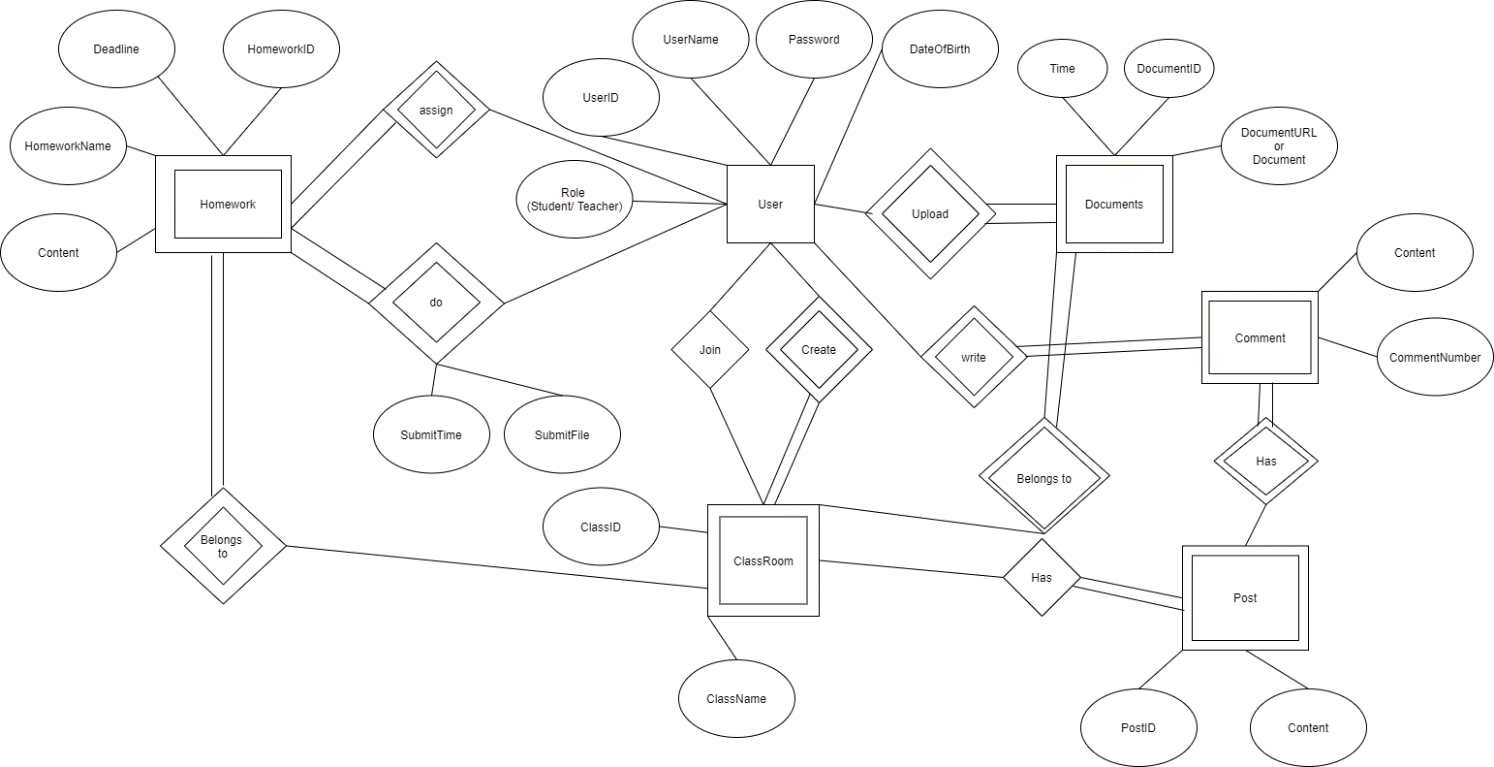 Deadline
HomeworkID
UserName
Password
DateOfBirth
Time
DocumentID
UserID
assign
HomeworkName
DocumentURL
or
Document
Role
(Student/ Teacher)
Homework
User
Upload
Documents
Content
Content
do
Join
Create
write
Comment
CommentNumber
SubmitTime
SubmitFile
Belongs to
Has
ClassID
Belongs
to
ClassRoom
Has
Post
ClassName
PostID
Content